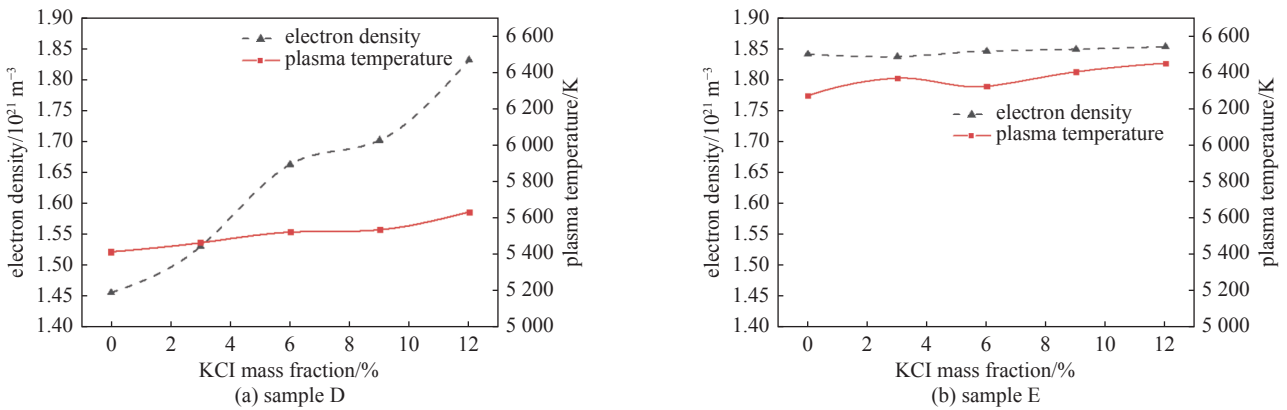 electron density/10²¹ m⁻³
1.90
1.85
1.80
1.75
1.70
1.65
1.60
1.55
1.50
1.45
1.40
electron density
plasma temperature
6 600
6 400
6 200
6 000
5 800
5 600
5 400
5 200
5 000
plasma temperature/K
0 2 4 6 8 10 12
KCI mass fraction/%
(a) sample D
electron density/10²¹ m⁻³
1.90
1.85
1.80
1.75
1.70
1.65
1.60
1.55
1.50
1.45
1.40
electron density
plasma temperature
6 600
6 400
6 200
6 000
5 800
5 600
5 400
5 200
5 000
plasma temperature/K
0 2 4 6 8 10 12
KCI mass fraction/%
(b) sample E